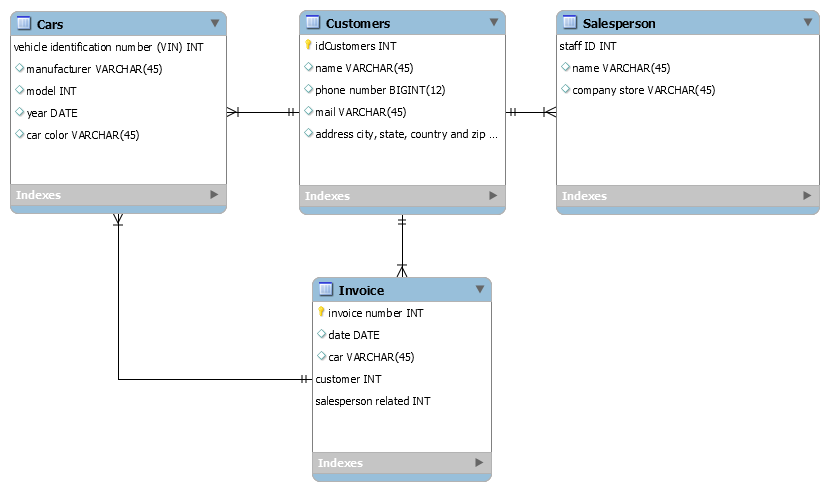 Cars
vehicle identification number (VIN) INT
manufacturer VARCHAR(45)
model INT
year DATE
car color VARCHAR(45)
Indexes
Customers
idCustomers INT
name VARCHAR(45)
phone number BIGINT(12)
mail VARCHAR(45)
address city, state, country and zip ...
Indexes
Salesperson
staff ID INT
name VARCHAR(45)
company store VARCHAR(45)
Indexes
Invoice
invoice number INT
date DATE
car VARCHAR(45)
customer INT
salesperson related INT
Indexes